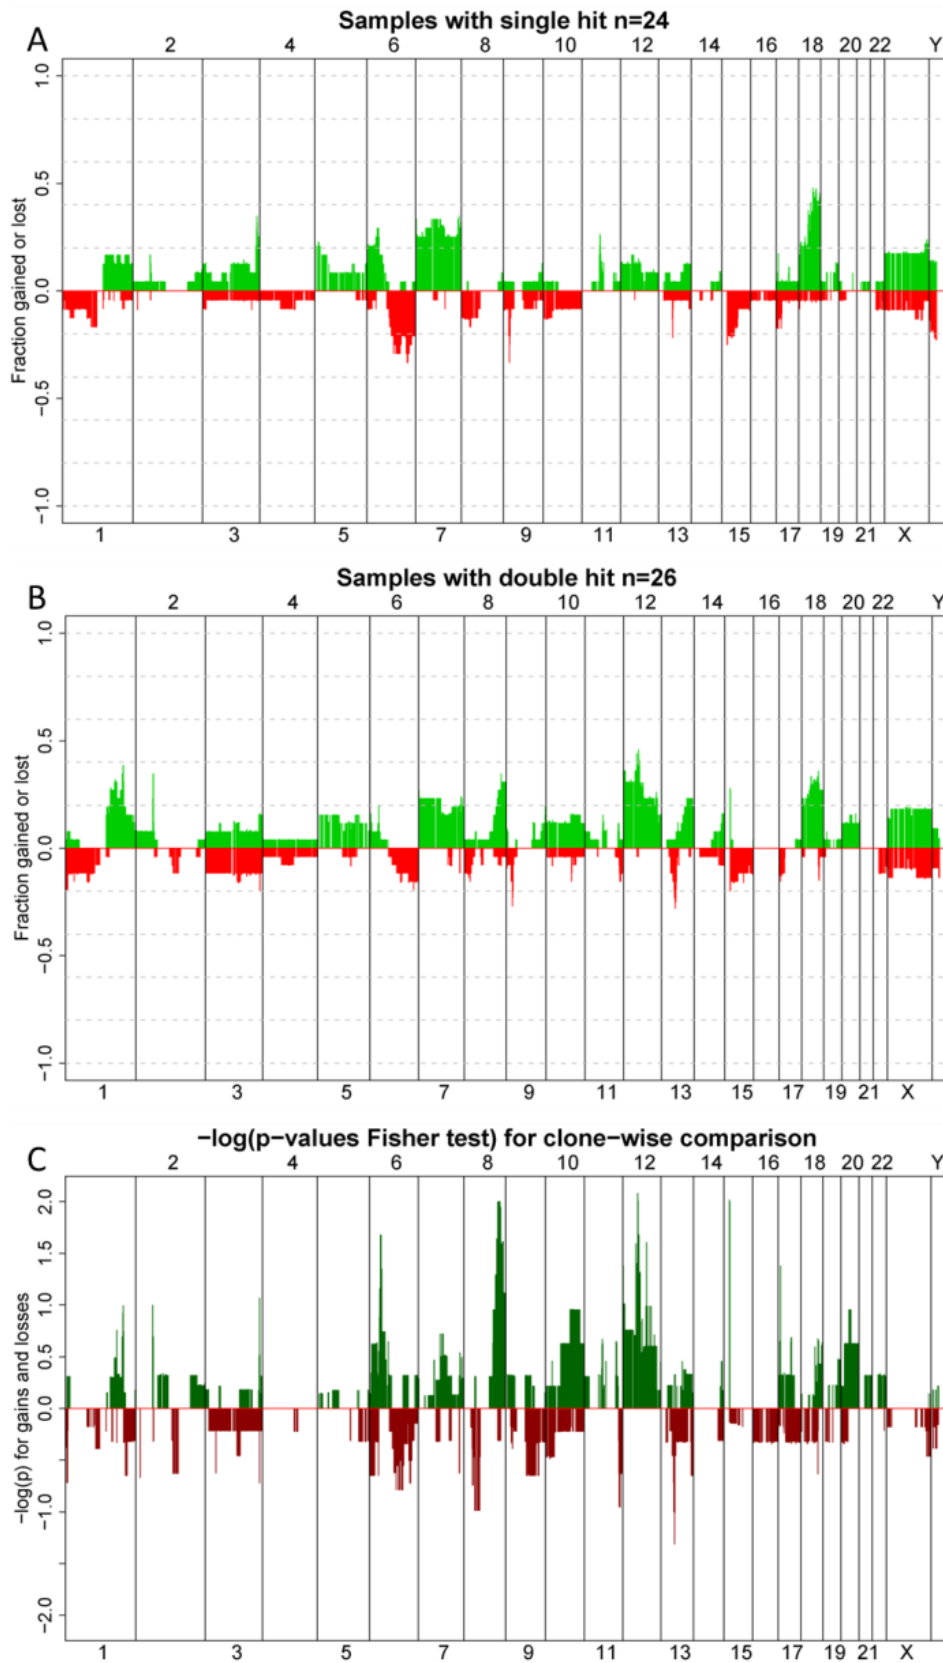 A
Samples with single hit n=24
2 4 6 8 10 12 14 16 18 20 22 Y
Fraction gained or lost
1.0
0.5
0.0
−0.5
−1.0
1 3 5 7 9 11 13 15 17 19 21 X
B
Samples with double hit n=26
2 4 6 8 10 12 14 16 18 20 22 Y
Fraction gained or lost
1.0
0.5
0.0
−0.5
−1.0
1 3 5 7 9 11 13 15 17 19 21 X
C
−log(p−values Fisher test) for clone−wise comparison
2 4 6 8 10 12 14 16 18 20 22 Y
−log(p) for gains and losses
2.0
1.5
1.0
0.5
0.0
−1.0
−2.0
1 3 5 7 9 11 13 15 17 19 21 X